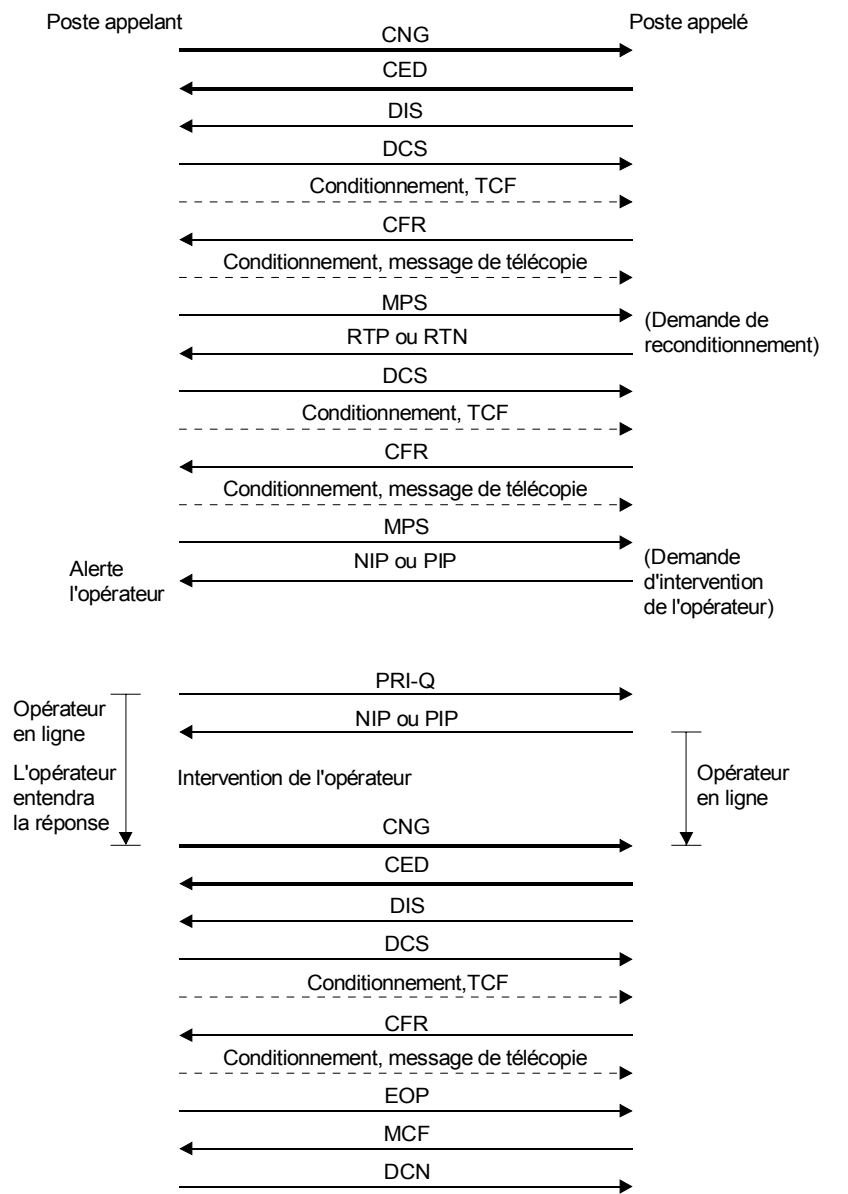 Poste appelant
Poste appelé
CNG
CED
DIS
DCS
Conditionnement, TCF
CFR
Conditionnement, message de télécopie
MPS
(Demande de
reconditionnement)
RTP ou RTN
DCS
Conditionnement, TCF
CFR
Conditionnement, message de télécopie
MPS
NIP ou PIP
Alerte
l'opérateur
(Demande
d'intervention
de l'opérateur)
PRI-Q
Opérateur
en ligne
NIP ou PIP
L'opérateur
entendra
la réponse
Intervention de l'opérateur
Opérateur
en ligne
CNG
CED
DIS
DCS
Conditionnement,TCF
CFR
Conditionnement, message de télécopie
EOP
MCF
DCN